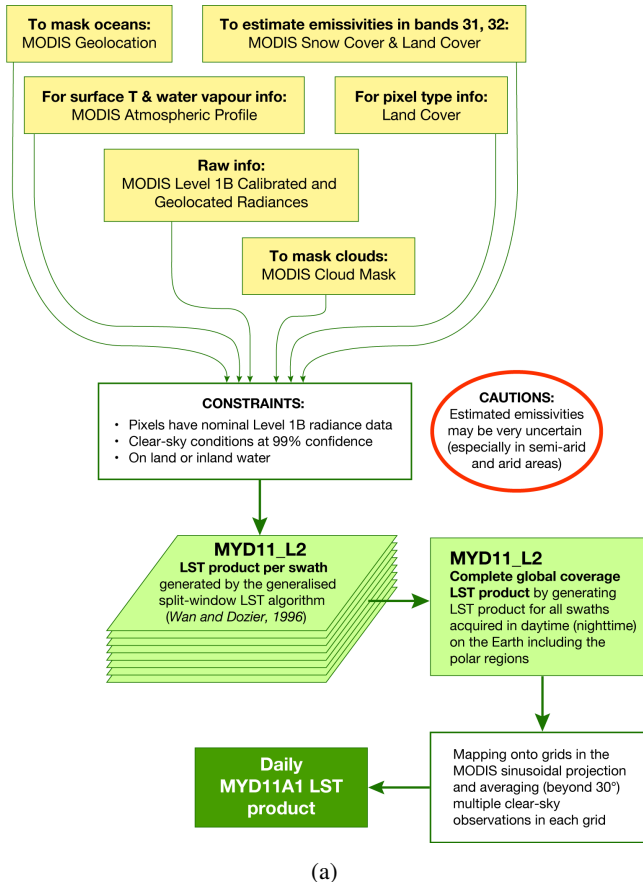 To mask oceans:
MODIS Geolocation
To estimate emissivities in bands 31, 32:
MODIS Snow Cover & Land Cover
For surface T & water vapour info:
MODIS Atmospheric Profile
For pixel type info:
Land Cover
Raw info:
MODIS Level 1B Calibrated and
Geolocated Radiances
To mask clouds:
MODIS Cloud Mask
CONSTRAINTS:
• Pixels have nominal Level 1B radiance data
• Clear-sky conditions at 99% confidence
• On land or inland water
CAUTIONS:
Estimated emissivities
may be very uncertain
(especially in semi-arid
and arid areas)
MYD11_L2
LST product per swath
generated by the generalised
split-window LST algorithm
(Wan and Dozier, 1996)
MYD11_L2
Complete global coverage
LST product by generating
LST product for all swaths
acquired in daytime (nighttime)
on the Earth including the
polar regions
Mapping onto grids in the
MODIS sinusoidal projection
and averaging (beyond 30°)
multiple clear-sky
observations in each grid
Daily
MYD11A1 LST
product
(a)